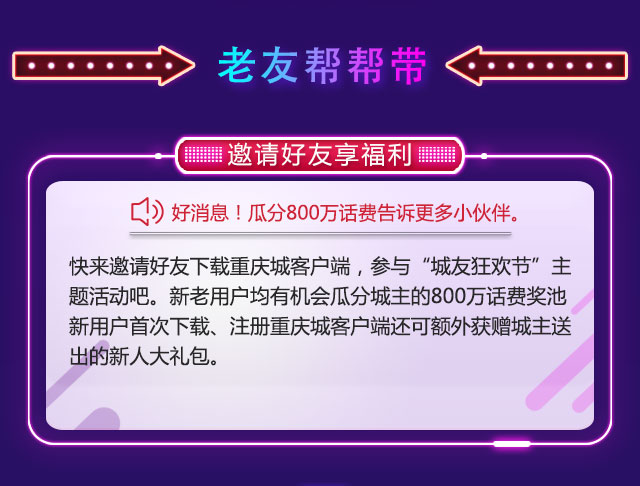 老友帮帮带
邀请好友享福利
好消息！瓜分800万话费告诉更多小伙伴。
快来邀请好友下载重庆城客户端，参与“城友狂欢节”主
题活动吧。新老用户均有机会瓜分城主的800万话费奖池
新用户首次下载、注册重庆城客户端还可额外获赠城主送
出的新人大礼包。